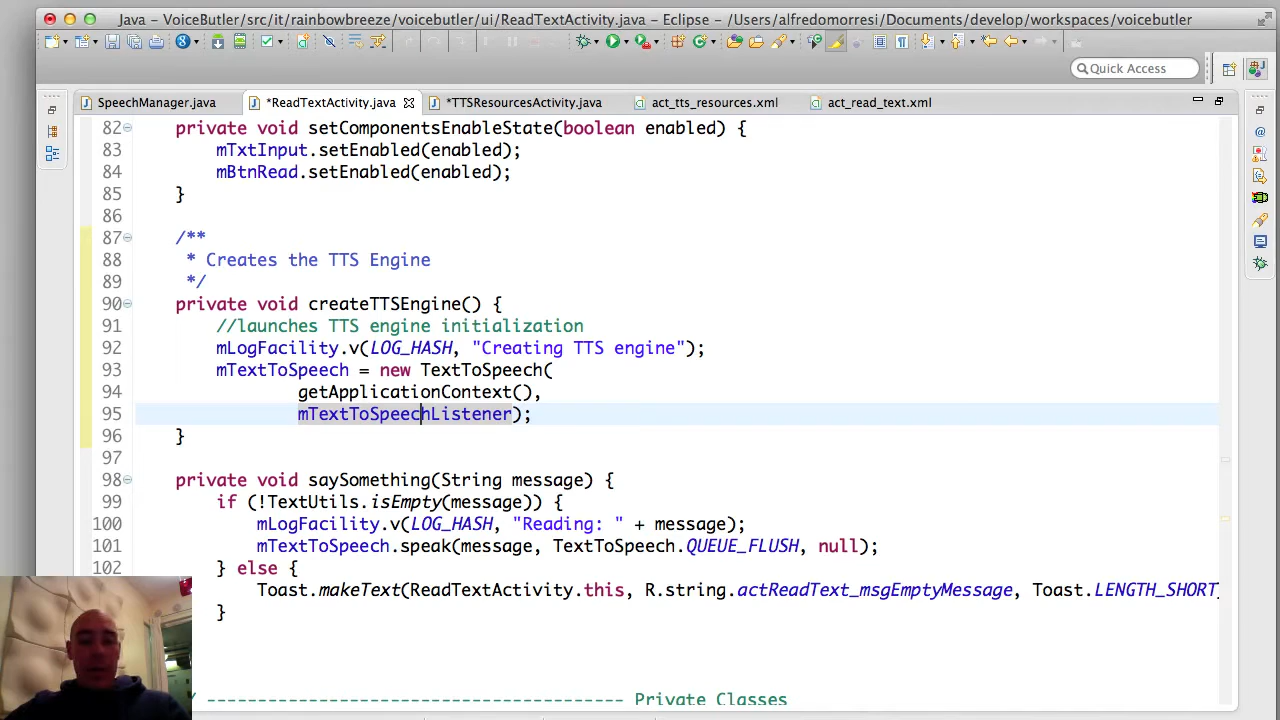 Java – VoiceButler/src/it/rainbowbreeze/voicebutler/ui/ReadTextActivity.java – Eclipse – /Users/alfredomorresi/Documents/develop/workspaces/voicebutler
Quick Access
SpeechManager.java *ReadTextActivity.java *TTSResourcesActivity.java act_tts_resources.xml act_read_text.xml
82 private void setComponentsEnableState(boolean enabled) {
83 mTxtInput.setEnabled(enabled);
84 mBtnRead.setEnabled(enabled);
85 }
86
87 /**
88 * Creates the TTS Engine
89 */
90 private void createTTSEngine() {
91 //launches TTS engine initialization
92 mLogFacility.v(LOG_HASH, "Creating TTS engine");
93 mTextToSpeech = new TextToSpeech(
94 getApplicationContext(),
95 mTextToSpeechListener);
96 }
97
98 private void saySomething(String message) {
99 if (!TextUtils.isEmpty(message)) {
100 mLogFacility.v(LOG_HASH, "Reading: " + message);
101 mTextToSpeech.speak(message, TextToSpeech.QUEUE_FLUSH, null);
102 } else {
Toast.makeText(ReadTextActivity.this, R.string.actReadText_msgEmptyMessage, Toast.LENGTH_SHORT
}
--------------------------------------- Private Classes